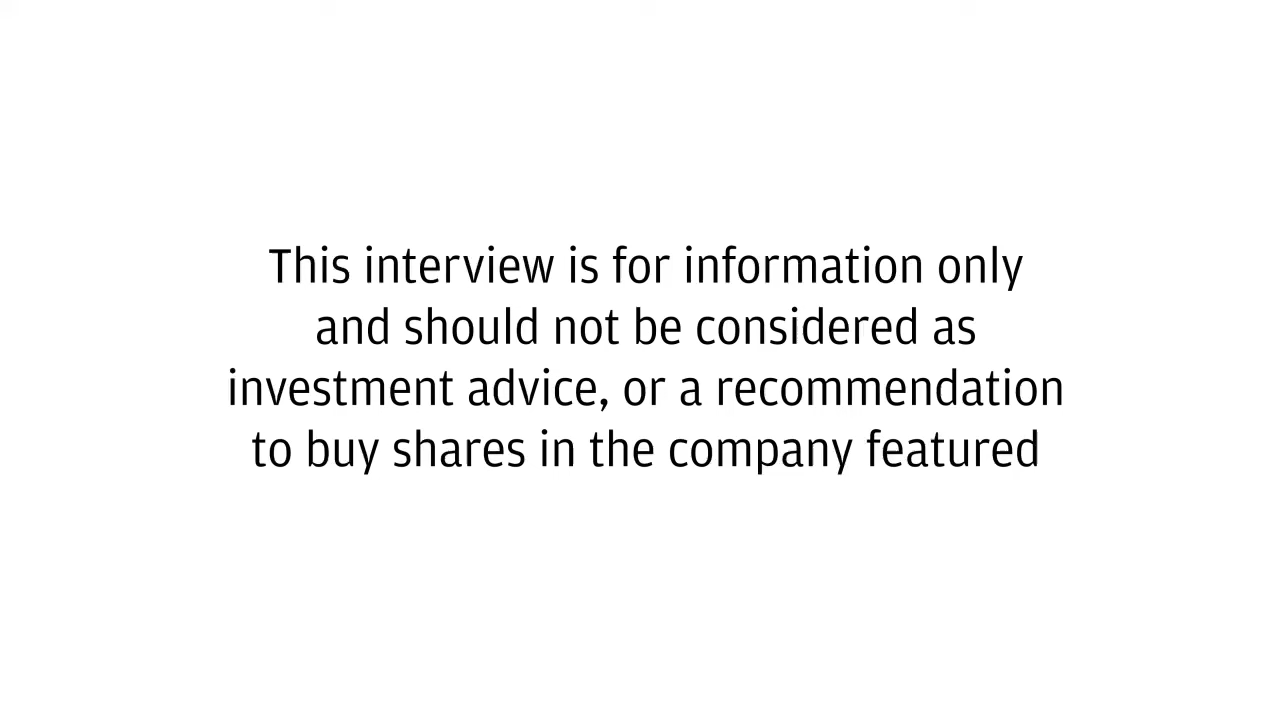 This interview is for information only
and should not be considered as
investment advice, or a recommendation
to buy shares in the company featured